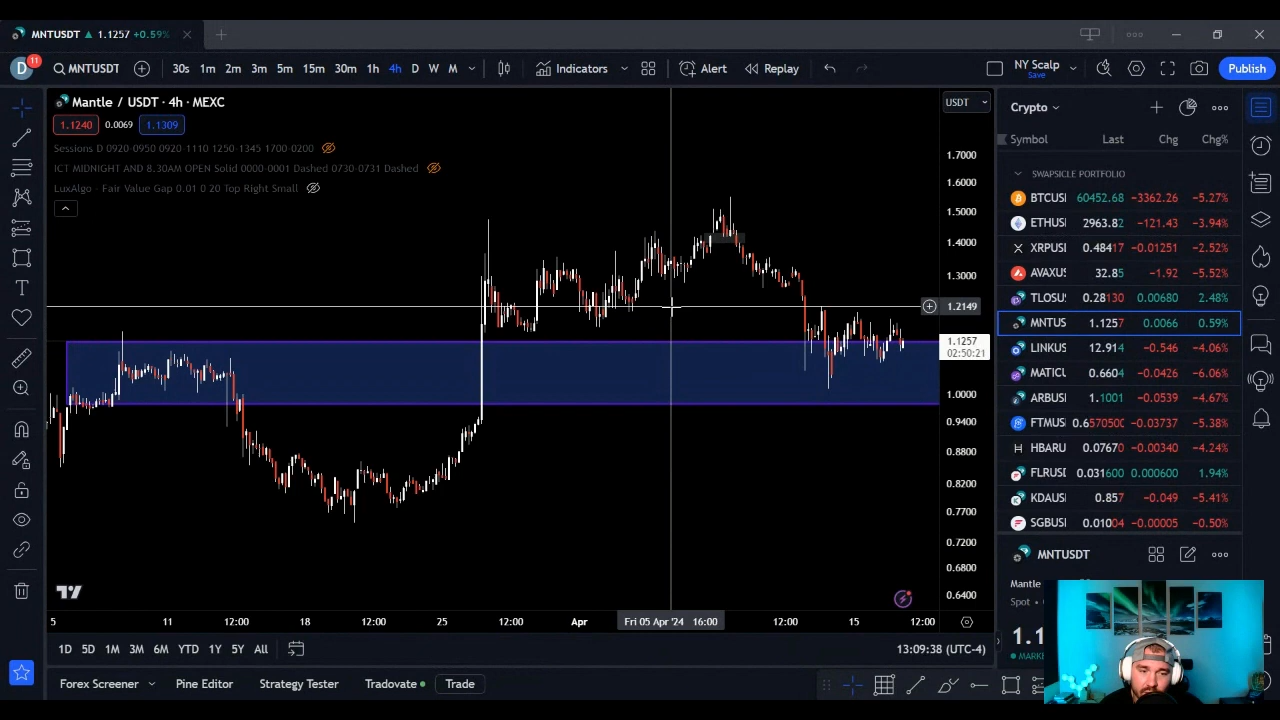 MNTUSDT ▲ 1.1257 +0.59%
D 11 MNTUSDT 30s 1m 2m 3m 5m 15m 30m 1h 4h D W M Indicators Alert Replay NY Scalp Save Publish
Mantle / USDT · 4h · MEXC
1.1240 0.0069 1.1309
Sessions D 0920-0950 0920-1110 1250-1345 1700-0200
ICT MIDNIGHT AND 8.30AM OPEN Solid 0000-0001 Dashed 0730-0731 Dashed
LuxAlgo - Fair Value Gap 0.01 0 20 Top Right Small
USDT
1.7000
1.6000
1.5000
1.4000
1.3000
1.2149
1.1257
02:50:21
1.0000
0.9400
0.8800
0.8200
0.7700
0.7200
0.6800
0.6400
5 11 12:00 18 12:00 25 12:00 Apr Fri 05 Apr '24 16:00 12:00 15 12:00
1D 5D 1M 3M 6M YTD 1Y 5Y All 13:09:38 (UTC-4)
Forex Screener Pine Editor Strategy Tester Tradovate Trade
Crypto
Symbol Last Chg Chg%
SWAPSICLE PORTFOLIO
BTCUSI 60452.68 −3362.26 −5.27%
ETHUSI 2963.82 −121.43 −3.94%
XRPUSI 0.48417 −0.01251 −2.52%
AVAXUS 32.85 −1.92 −5.52%
TLOSUS 0.28130 0.00680 2.48%
MNTUS 1.1257 0.0066 0.59%
LINKUS 12.914 −0.546 −4.06%
MATICU 0.6604 −0.0426 −6.06%
ARBUS 1.1001 −0.0539 −4.67%
FTMUS 0.6570500 −0.03737 −5.38%
HBARU 0.0767 −0.00340 −4.24%
FLRUSD 0.031600 0.000600 1.94%
KDAUS 0.857 −0.049 −5.41%
SGBUSI 0.01004 −0.00005 −0.50%
MNTUSDT
Mantle
Spot